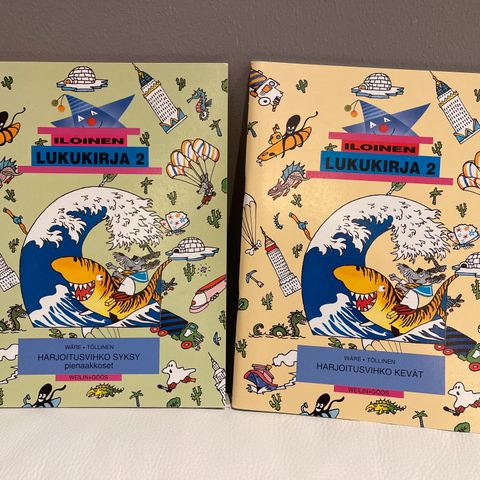 ILOINEN
LUKUKIRJA 2
WÄRE • TÖLLINEN
HARJOITUSVIHKO SYKSY
pienaakkoset
WEILIN+GÖÖS
ILOINEN
LUKUKIRJA 2
WÄRE • TÖLLINEN
HARJOITUSVIHKO KEVÄT
WEILIN+GÖÖS